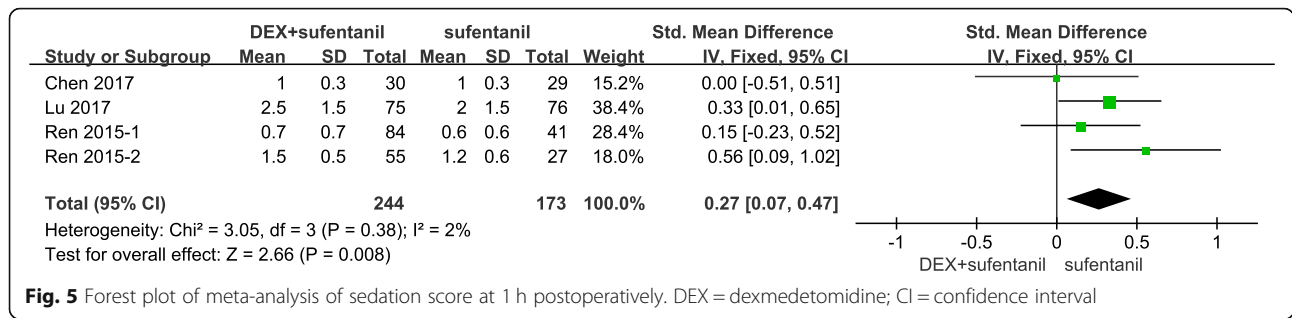 DEX+sufentanil sufentanil Std. Mean Difference Std. Mean Difference
Study or Subgroup Mean SD Total Mean SD Total Weight IV, Fixed, 95% CI IV, Fixed, 95% CI
Chen 2017 1 0.3 30 1 0.3 29 15.2% 0.00 [-0.51, 0.51]
Lu 2017 2.5 1.5 75 2 1.5 76 38.4% 0.33 [0.01, 0.65]
Ren 2015-1 0.7 0.7 84 0.6 0.6 41 28.4% 0.15 [-0.23, 0.52]
Ren 2015-2 1.5 0.5 55 1.2 0.6 27 18.0% 0.56 [0.09, 1.02]
Total (95% CI) 244 173 100.0% 0.27 [0.07, 0.47]
Heterogeneity: Chi² = 3.05, df = 3 (P = 0.38); I² = 2%
Test for overall effect: Z = 2.66 (P = 0.008)
-1 -0.5 0 0.5 1
DEX+sufentanil sufentanil
Fig. 5 Forest plot of meta-analysis of sedation score at 1 h postoperatively. DEX = dexmedetomidine; CI = confidence interval